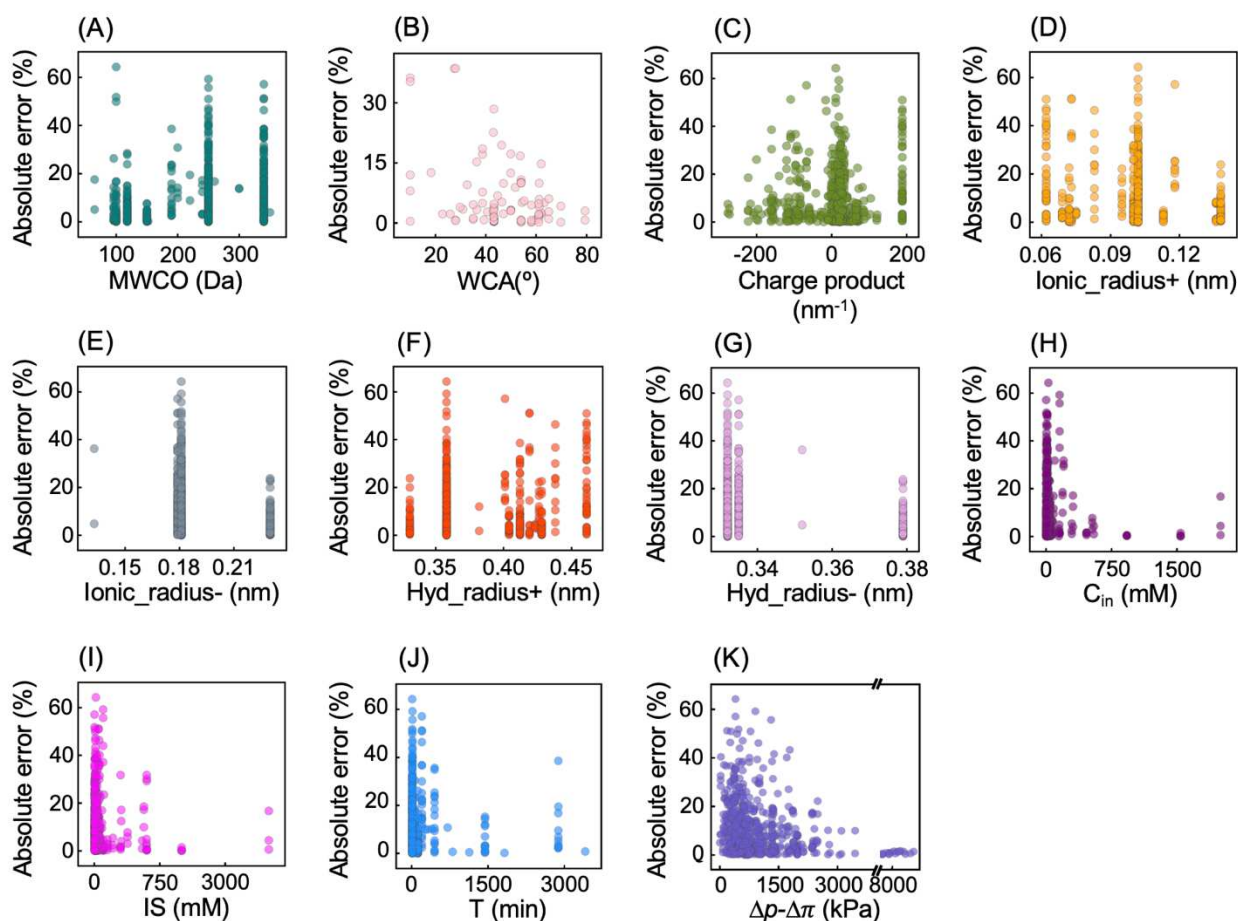 (A)
Absolute error (%)
60
40
20
0
100
200
300
MWCO (Da)
(B)
Absolute error (%)
30
15
0
20
40
60
80
WCA(º)
(C)
Absolute error (%)
60
40
20
0
-200
0
200
Charge product
(nm-1)
(D)
Absolute error (%)
60
40
20
0
0.06
0.09
0.12
Ionic_radius+ (nm)
(E)
Absolute error (%)
60
40
20
0
0.15
0.18
0.21
Ionic_radius- (nm)
(F)
Absolute error (%)
60
40
20
0
0.35
0.40
0.45
Hyd_radius+ (nm)
(G)
Absolute error (%)
60
40
20
0
0.34
0.36
0.38
Hyd_radius- (nm)
(H)
Absolute error (%)
60
40
20
0
0
750
1500
Cin (mM)
(I)
Absolute error (%)
60
40
20
0
0
750
3000
IS (mM)
(J)
Absolute error (%)
60
40
20
0
0
1500
3000
T (min)
(K)
Absolute error (%)
60
40
20
0
0
1500
3000
8000
Δp-Δπ (kPa)